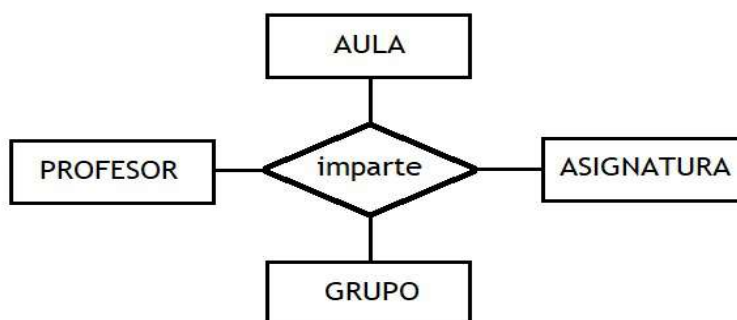 AULA
PROFESOR
imparte
ASIGNATURA
GRUPO